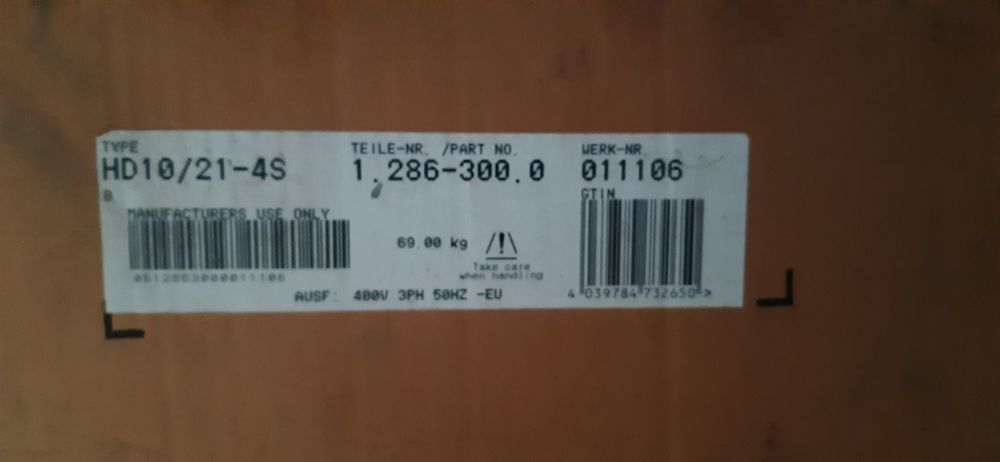 TYPE
HD10/21-4S
TEILE-NR. /PART NO.
1.286-300.0
WERK-NR.
011106
B
MANUFACTURERS USE ONLY
GTIN
69.00 kg
/!\
Take care
when handling
AUSF: 400V 3PH 50HZ -EU
4 039784 732650 >